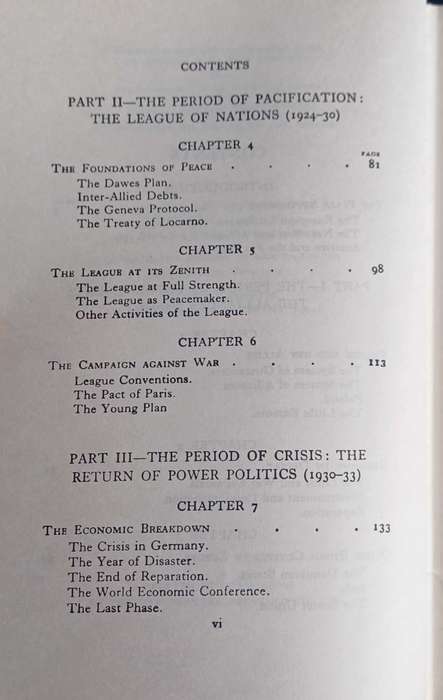 CONTENTS
PART II—THE PERIOD OF PACIFICATION:
THE LEAGUE OF NATIONS (1924-30)
CHAPTER 4
PAGE
THE FOUNDATIONS OF PEACE . . . . 81
The Dawes Plan.
Inter-Allied Debts.
The Geneva Protocol.
The Treaty of Locarno.
CHAPTER 5
THE LEAGUE AT ITS ZENITH . . . . 98
The League at Full Strength.
The League as Peacemaker.
Other Activities of the League.
CHAPTER 6
THE CAMPAIGN AGAINST WAR . . . . 113
League Conventions.
The Pact of Paris.
The Young Plan
PART III—THE PERIOD OF CRISIS: THE
RETURN OF POWER POLITICS (1930-33)
CHAPTER 7
THE ECONOMIC BREAKDOWN . . . . 133
The Crisis in Germany.
The Year of Disaster.
The End of Reparation.
The World Economic Conference.
The Last Phase.
vi